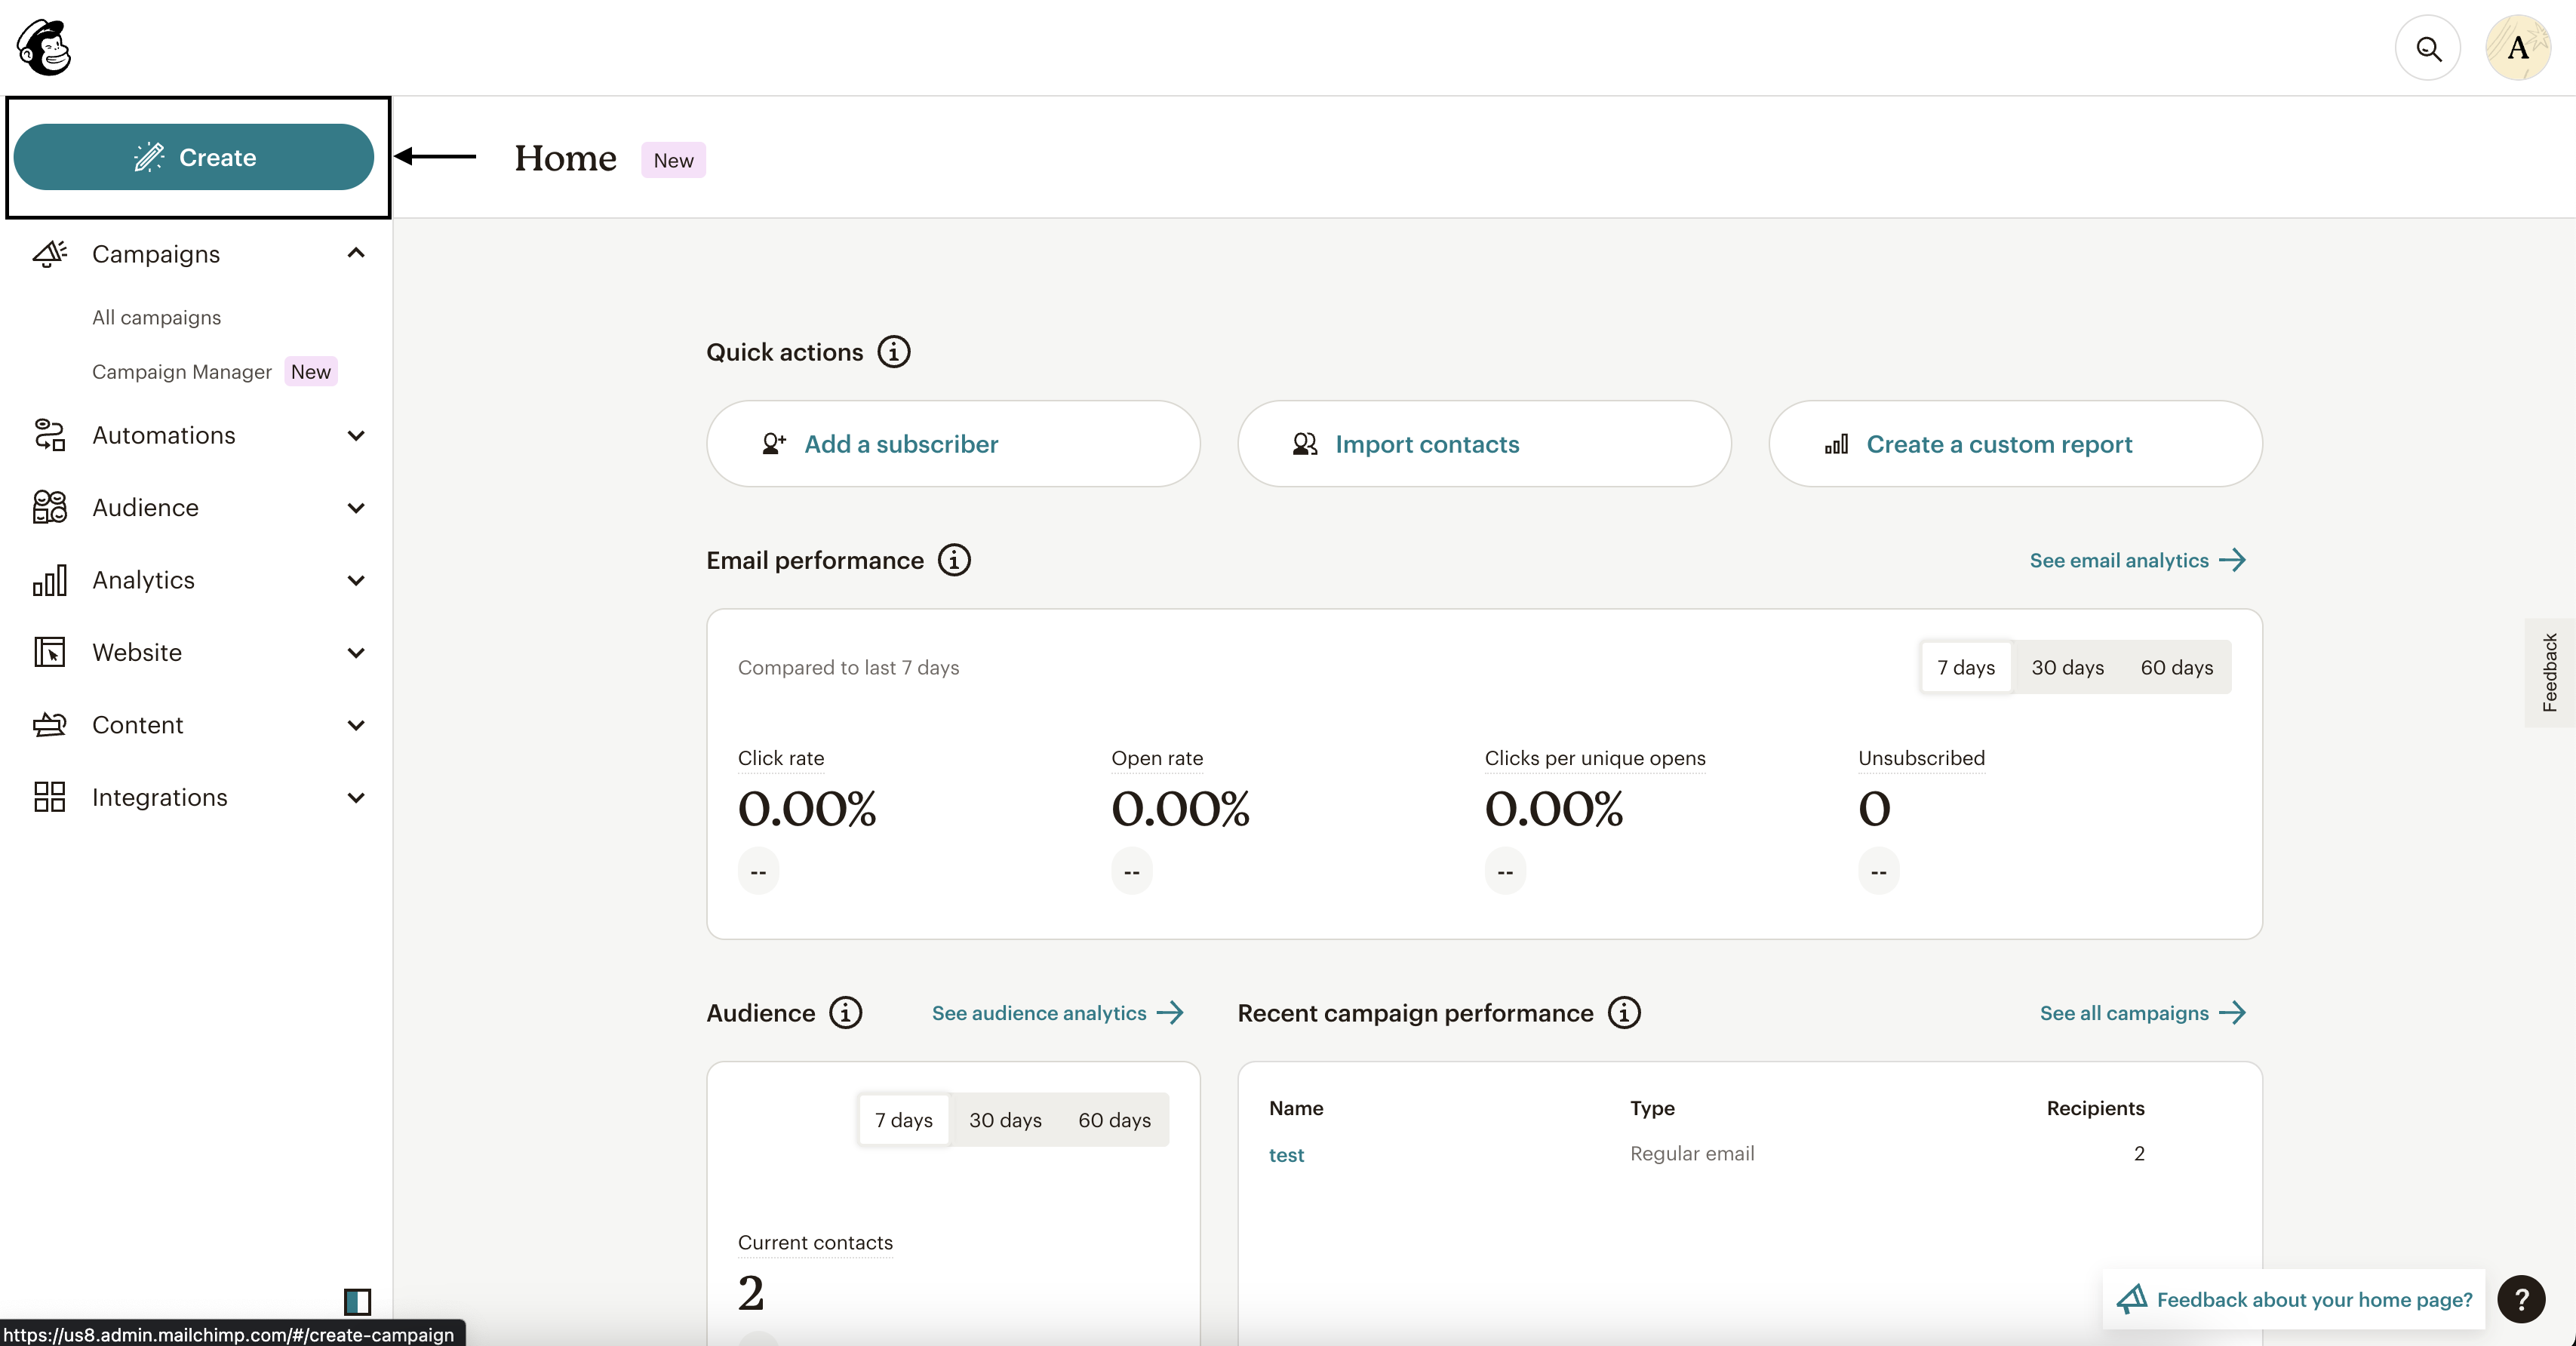 A
Create
Home New
Campaigns
All campaigns
Campaign Manager New
Automations
Audience
Analytics
Website
Content
Integrations
Quick actions
Add a subscriber
Import contacts
Create a custom report
Email performance
See email analytics
Compared to last 7 days
7 days 30 days 60 days
Click rate Open rate Clicks per unique opens Unsubscribed
0.00% 0.00% 0.00% 0
-- -- -- --
Audience See audience analytics
7 days 30 days 60 days
Current contacts
2
Recent campaign performance See all campaigns
Name Type Recipients
test Regular email 2
Feedback
Feedback about your home page? ?
https://us8.admin.mailchimp.com/#/create-campaign